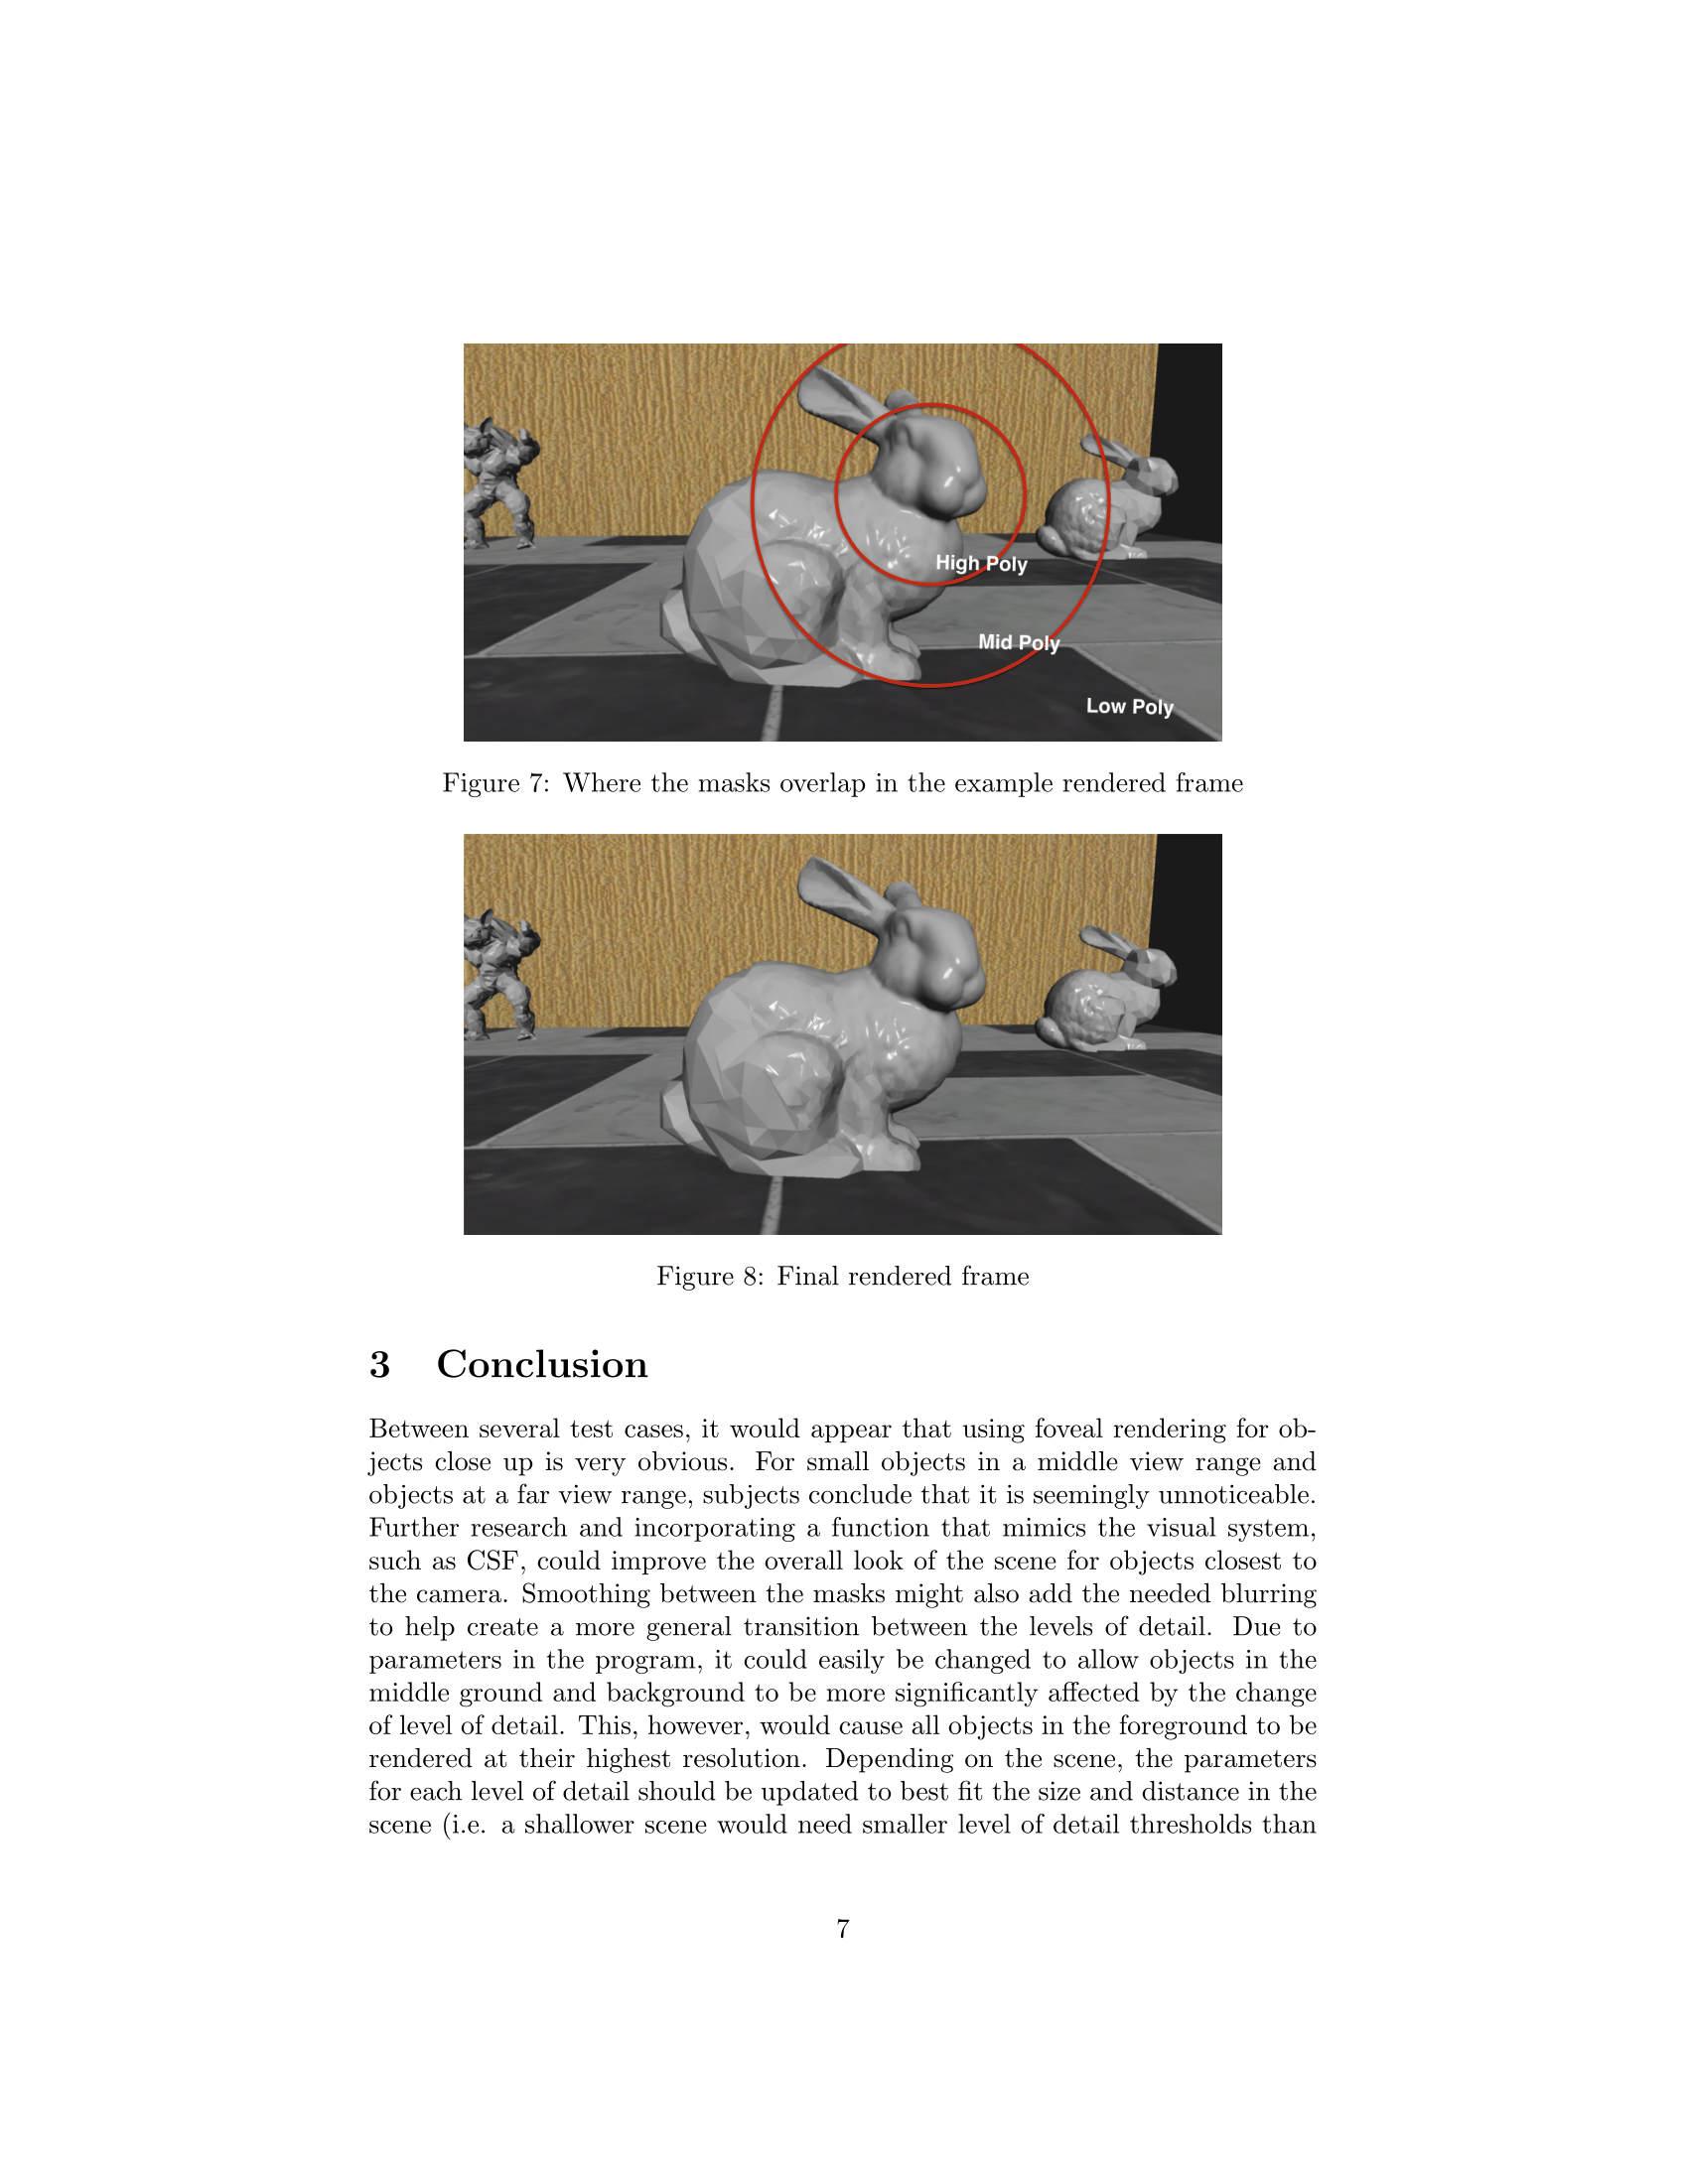 High Poly
Mid Poly
Low Poly
Figure 7: Where the masks overlap in the example rendered frame
Figure 8: Final rendered frame
3 Conclusion
Between several test cases, it would appear that using foveal rendering for ob-
jects close up is very obvious. For small objects in a middle view range and
objects at a far view range, subjects conclude that it is seemingly unnoticeable.
Further research and incorporating a function that mimics the visual system,
such as CSF, could improve the overall look of the scene for objects closest to
the camera. Smoothing between the masks might also add the needed blurring
to help create a more general transition between the levels of detail. Due to
parameters in the program, it could easily be changed to allow objects in the
middle ground and background to be more significantly affected by the change
of level of detail. This, however, would cause all objects in the foreground to be
rendered at their highest resolution. Depending on the scene, the parameters
for each level of detail should be updated to best fit the size and distance in the
scene (i.e. a shallower scene would need smaller level of detail thresholds than
7